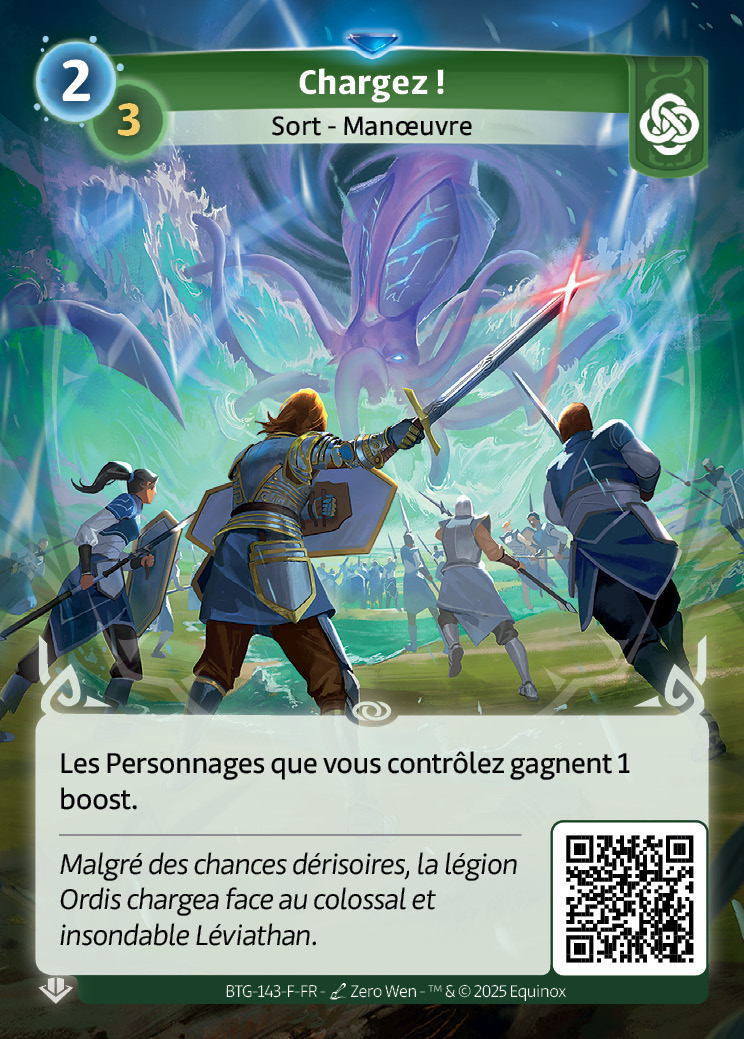 2
Chargez !
3
Sort - Manœuvre
Les Personnages que vous contrôlez gagnent 1
boost.
Malgré des chances dérisoires, la légion
Ordis chargea face au colossal et
insondable Léviathan.
BTG-143-F-FR - Zero Wen - ™ & © 2025 Equinox